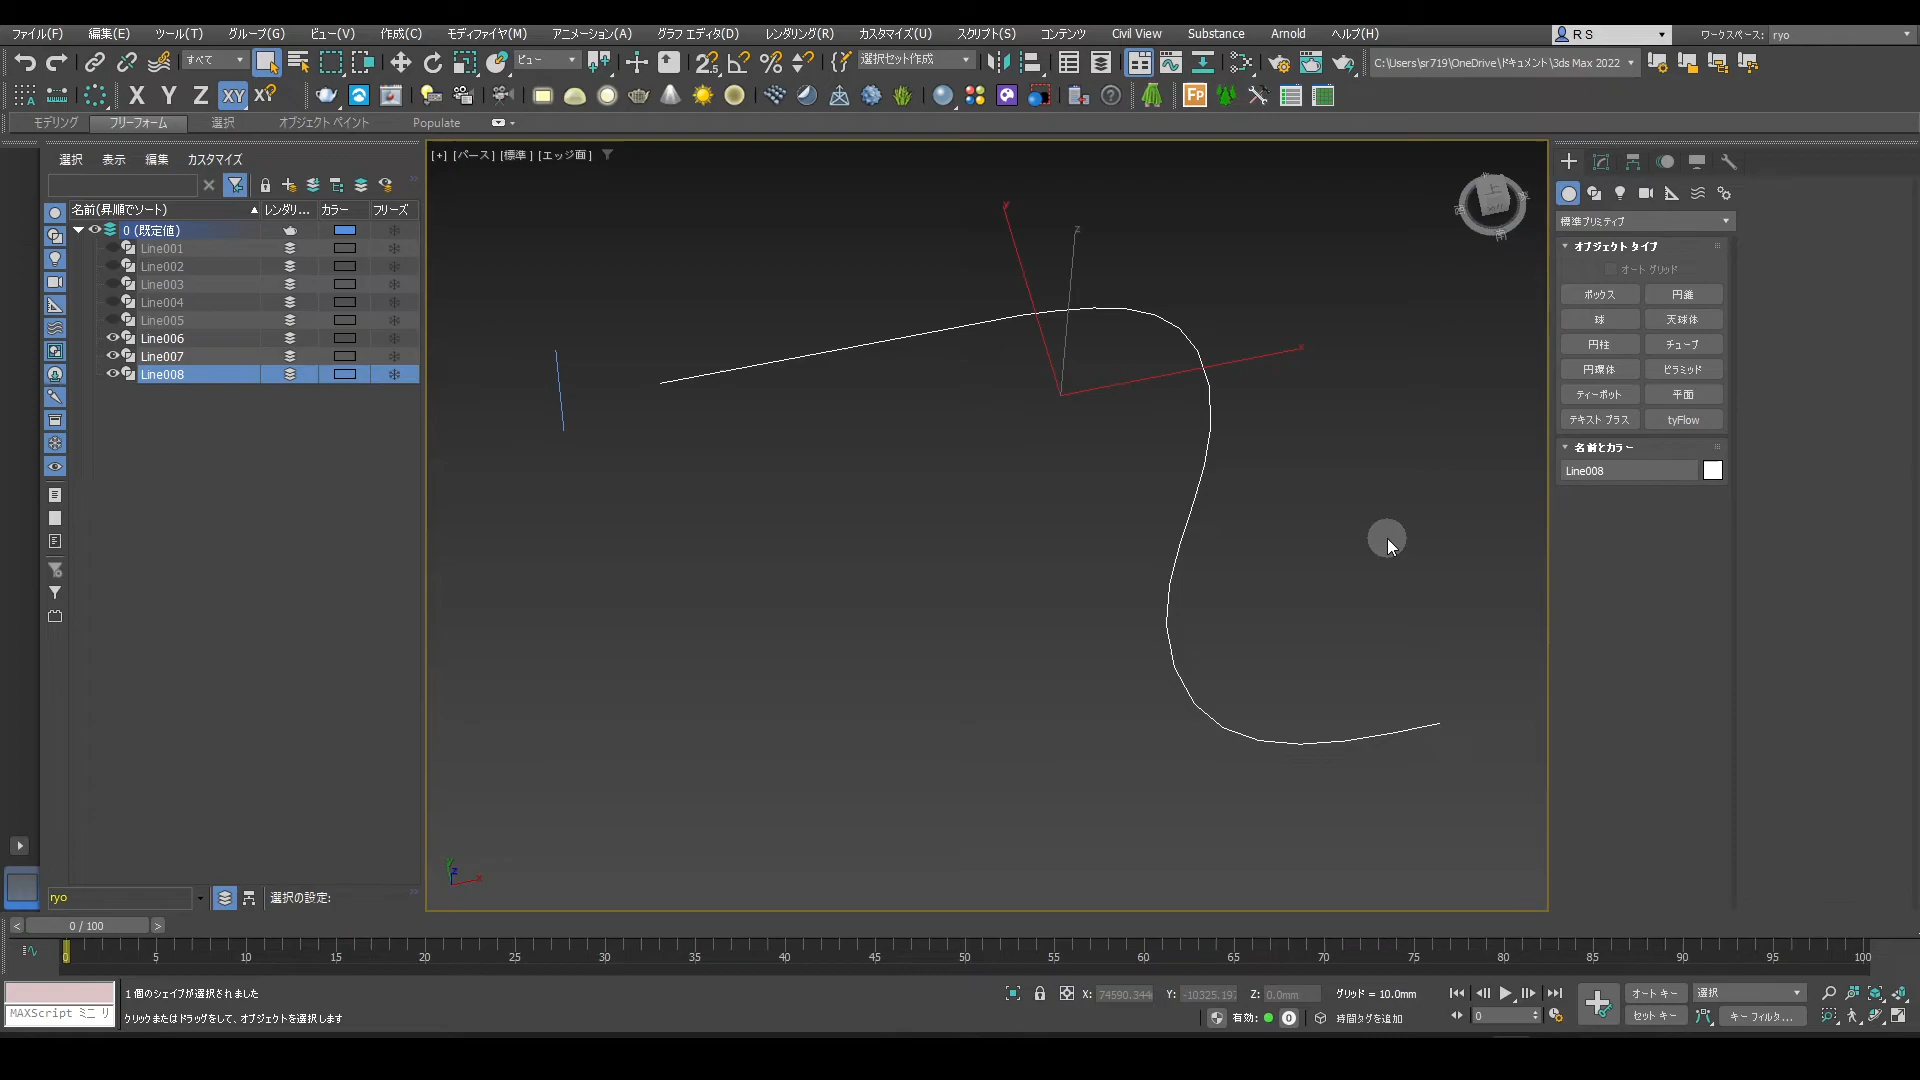 ファイル(F) 編集(E) ツール(T) グループ(G) ビュー(V) 作成(C) モディファイヤ(M) アニメーション(A) グラフ エディタ(D) レンダリング(R) カスタマイズ(U) スクリプト(S) コンテンツ Civil View Substance Arnold ヘルプ(H) R S ワークスペース: ryo
すべて ビュー 選択セット作成 C:\Users\sr719\OneDrive\ドキュメント\3ds Max 2022
X Y Z XY
モデリング フリーフォーム 選択 オブジェクト ペイント Populate
選択 表示 編集 カスタマイズ
[+] [パース] [標準 ] [エッジ面 ]
名前(昇順でソート) レンダリ... カラー フリーズ
0 (既定値)
Line001
Line002
Line003
Line004
Line005
Line006
Line007
Line008
y
z
x
上
南
標準プリミティブ
オブジェクト タイプ
オート グリッド
ボックス 円錐
球 天球体
円柱 チューブ
円環体 ピラミッド
ティーポット 平面
テキスト プラス tyFlow
名前とカラー
Line008
y
z
x
ryo 選択の設定:
< 0 / 100 >
0 5 10 15 20 25 30 35 40 45 50 55 60 65 70 75 80 85 90 95 100
1 個のシェイプが選択されました X: 74590.344 Y: -10325.197 Z: 0.0mm グリッド = 10.0mm オート キー 選択
MAXScript ミニ リ クリックまたはドラッグをして、オブジェクトを選択します 有効: 0 時間タグを追加 0 セット キー キー フィルタ...